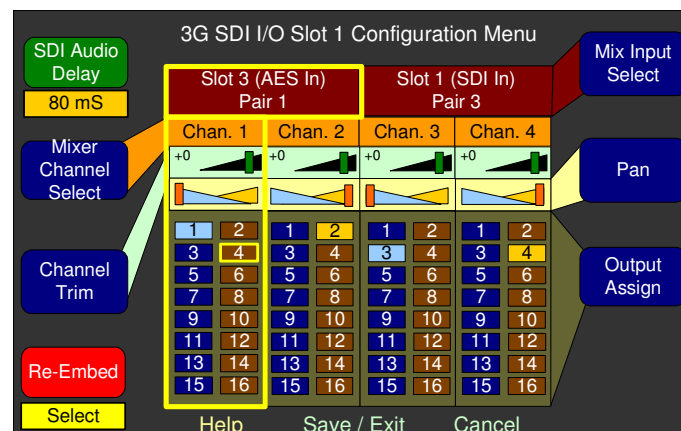 3G SDI I/O Slot 1 Configuration Menu
SDI Audio
Delay
80 mS
Mix Input
Select
Slot 3 (AES In)
Pair 1
Slot 1 (SDI In)
Pair 3
Mixer
Channel
Select
Chan. 1 Chan. 2 Chan. 3 Chan. 4
+0 +0 +0 +0
Pan
Channel
Trim
Output
Assign
1 2 1 2 1 2 1 2
3 4 3 4 3 4 3 4
5 6 5 6 5 6 5 6
7 8 7 8 7 8 7 8
9 10 9 10 9 10 9 10
11 12 11 12 11 12 11 12
13 14 13 14 13 14 13 14
15 16 15 16 15 16 15 16
Re-Embed
Select
Help Save / Exit Cancel